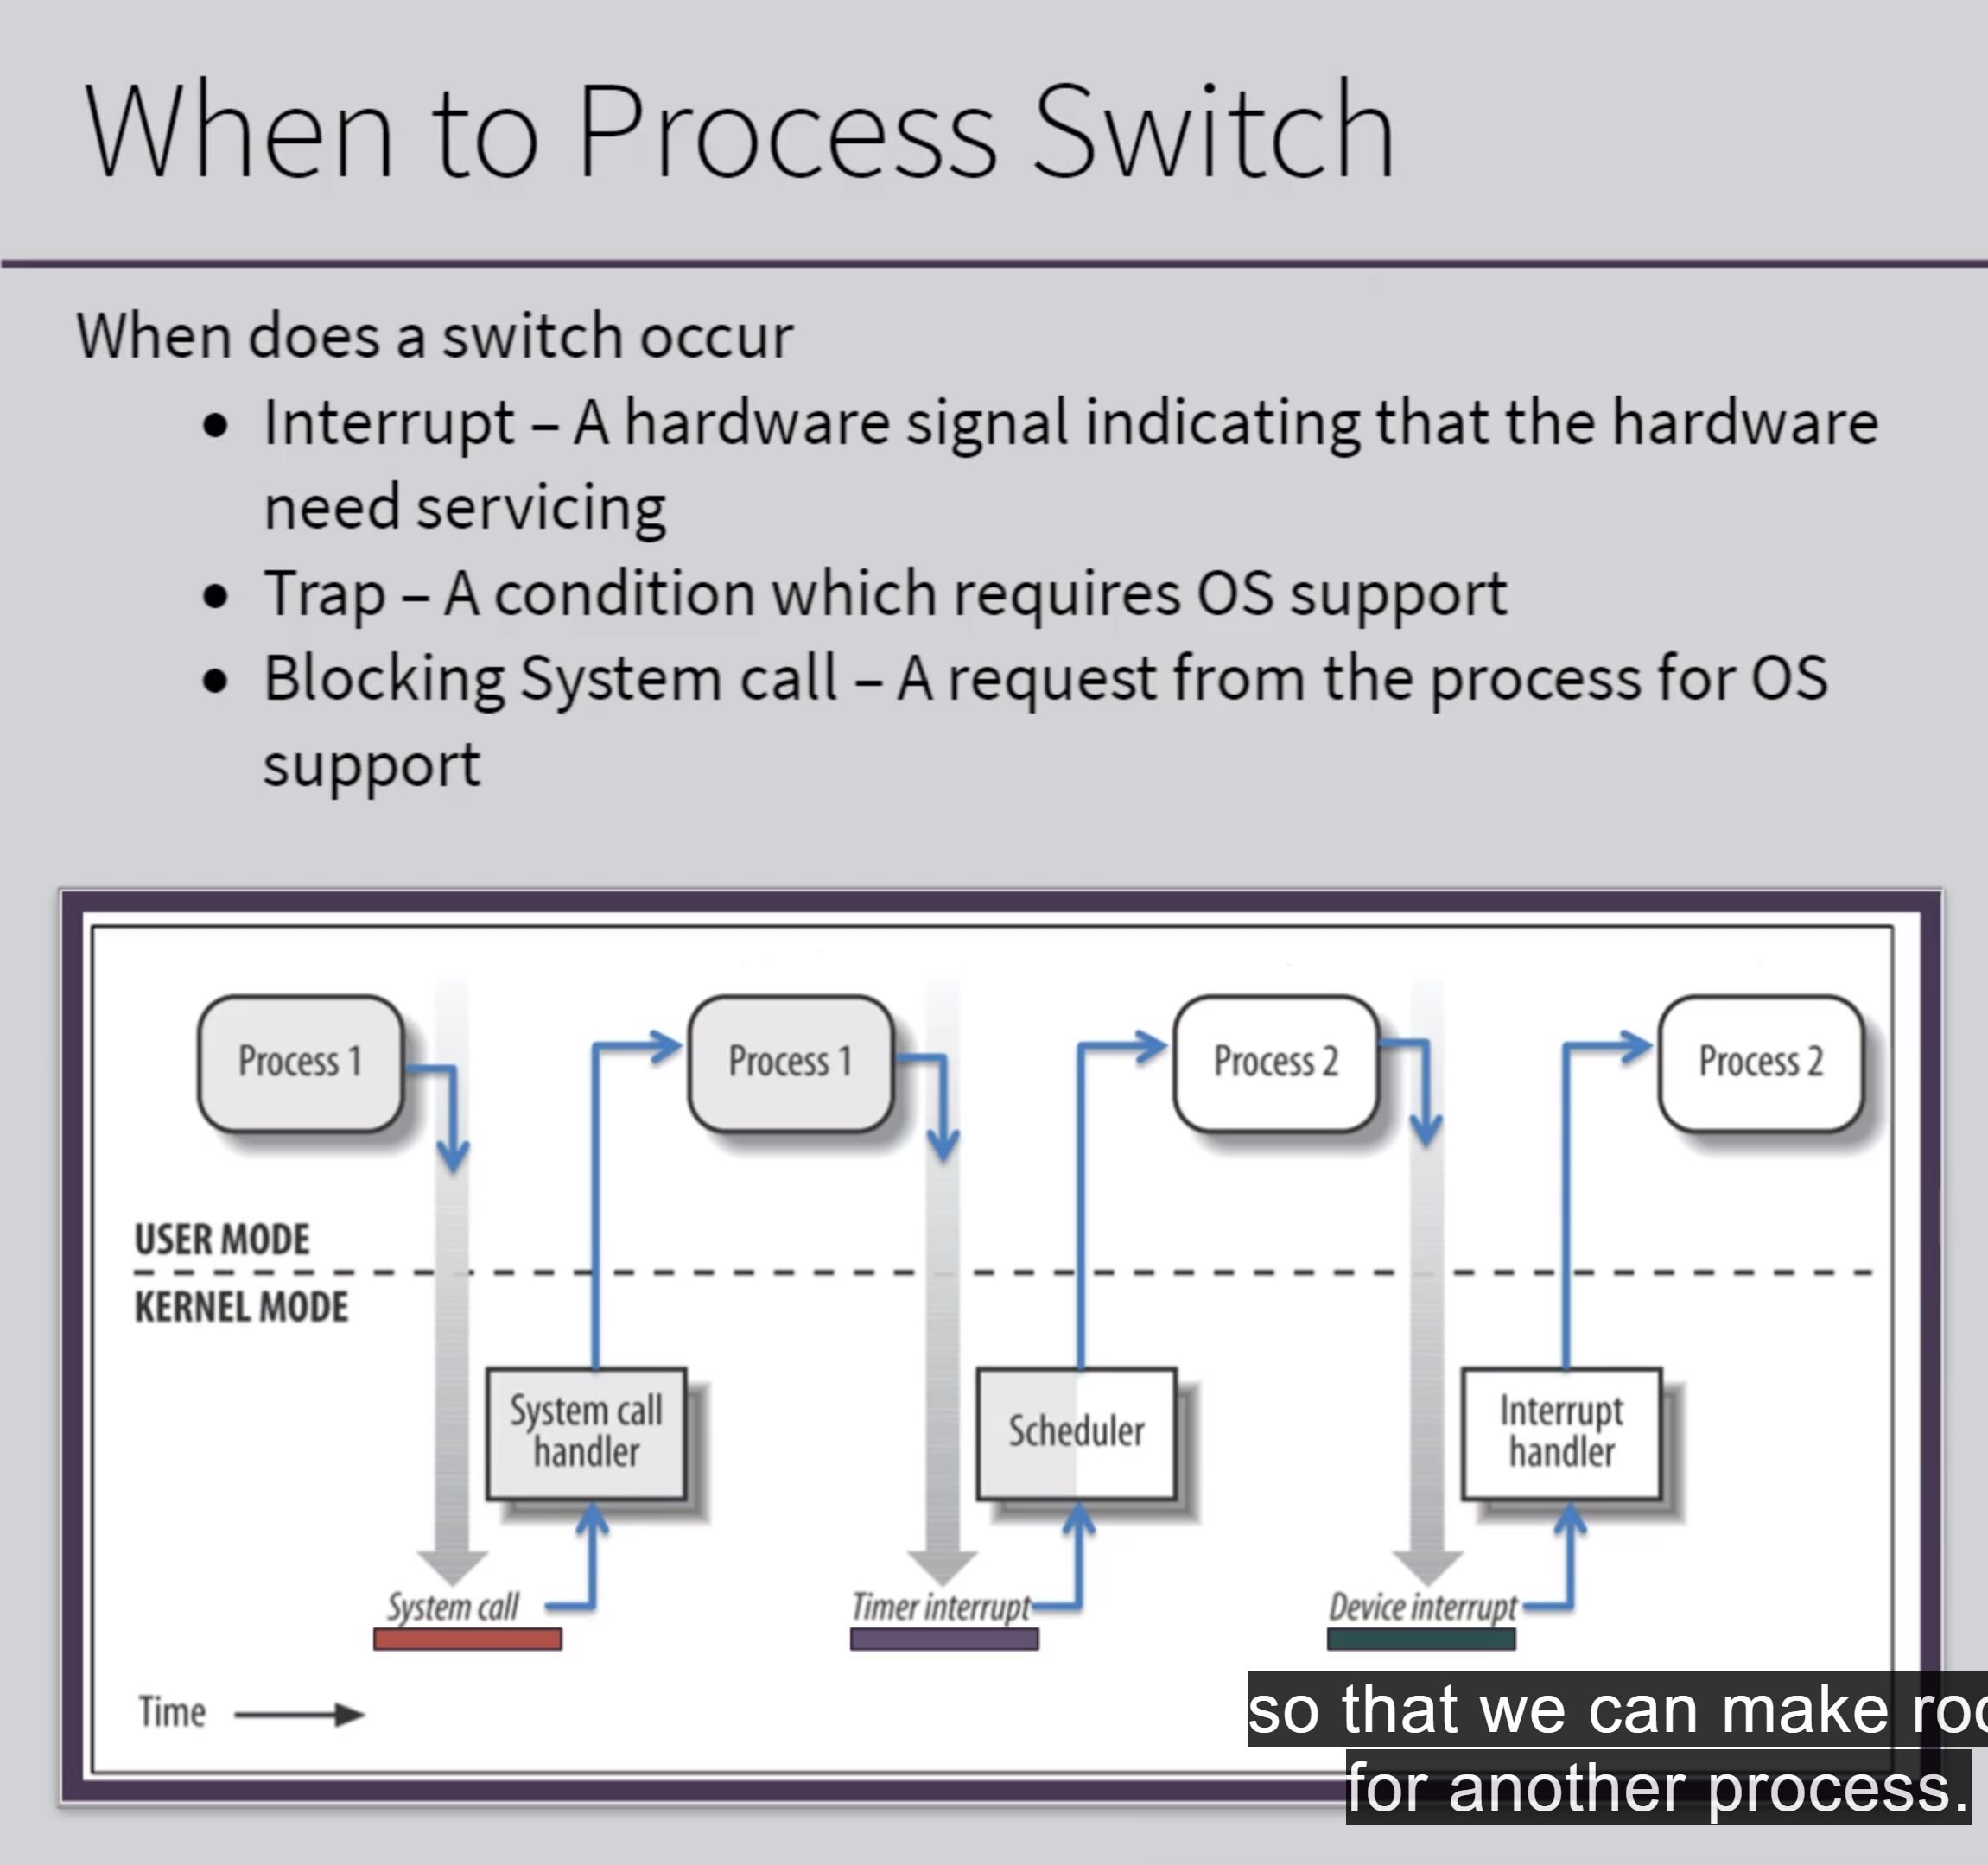 When to Process Switch
When does a switch occur
• Interrupt – A hardware signal indicating that the hardware
need servicing
• Trap – A condition which requires OS support
• Blocking System call – A request from the process for OS
support
Process 1
Process 1
Process 2
Process 2
USER MODE
KERNEL MODE
System call
handler
Scheduler
Interrupt
handler
System call
Timer interrupt
Device interrupt
Time
so that we can make
for another process.